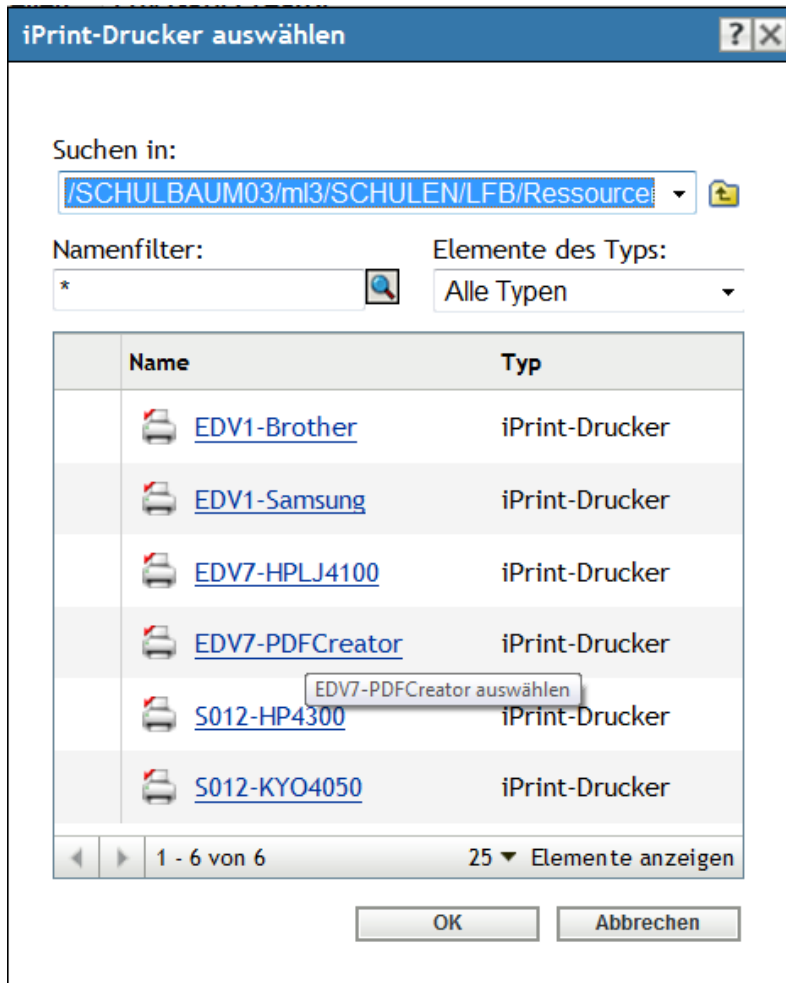 iPrint-Drucker auswählen ?
Suchen in:
/SCHULBAUM03/ml3/SCHULEN/LFB/Ressource
Namenfilter: Elemente des Typs:
* Alle Typen
Name Typ
EDV1-Brother iPrint-Drucker
EDV1-Samsung iPrint-Drucker
EDV7-HPLJ4100 iPrint-Drucker
EDV7-PDFCreator iPrint-Drucker
EDV7-PDFCreator auswählen
S012-HP4300 iPrint-Drucker
S012-KYO4050 iPrint-Drucker
1 - 6 von 6 25 Elemente anzeigen
OK Abbrechen